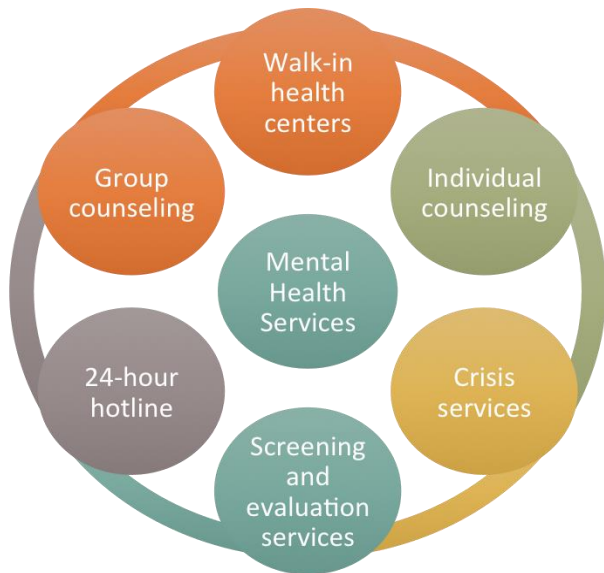 Walk-in
health
centers
Individual
counseling
Crisis
services
Screening
and
evaluation
services
24-hour
hotline
Group
counseling
Mental
Health
Services